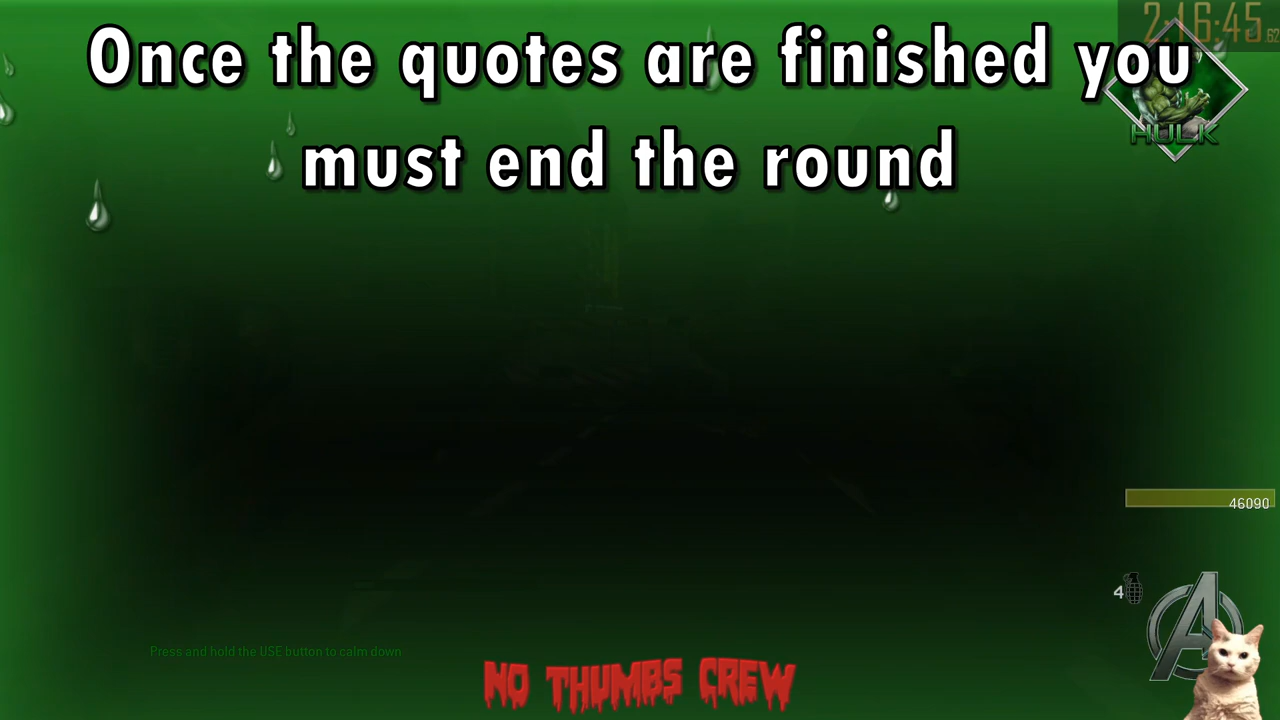 2:16:45.62
Once the quotes are finished you
must end the round
HULK
46090
4
Press and hold the USE button to calm down
NO THUMBS CREW